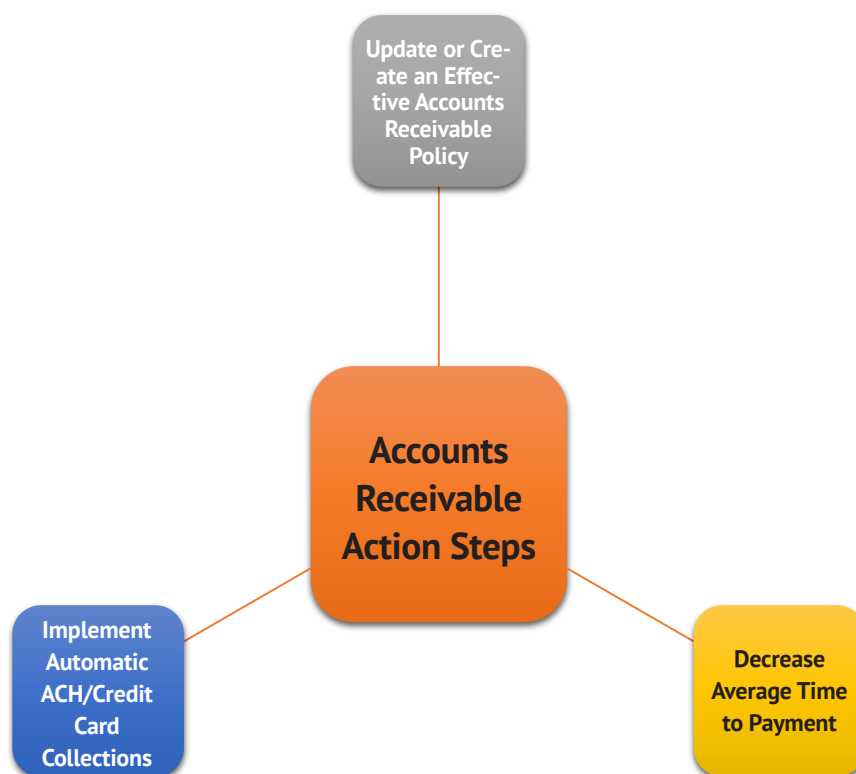 Update or Cre-
ate an Effec-
tive Accounts
Receivable
Policy
Accounts
Receivable
Action Steps
Implement
Automatic
ACH/Credit
Card
Collections
Decrease
Average Time
to Payment